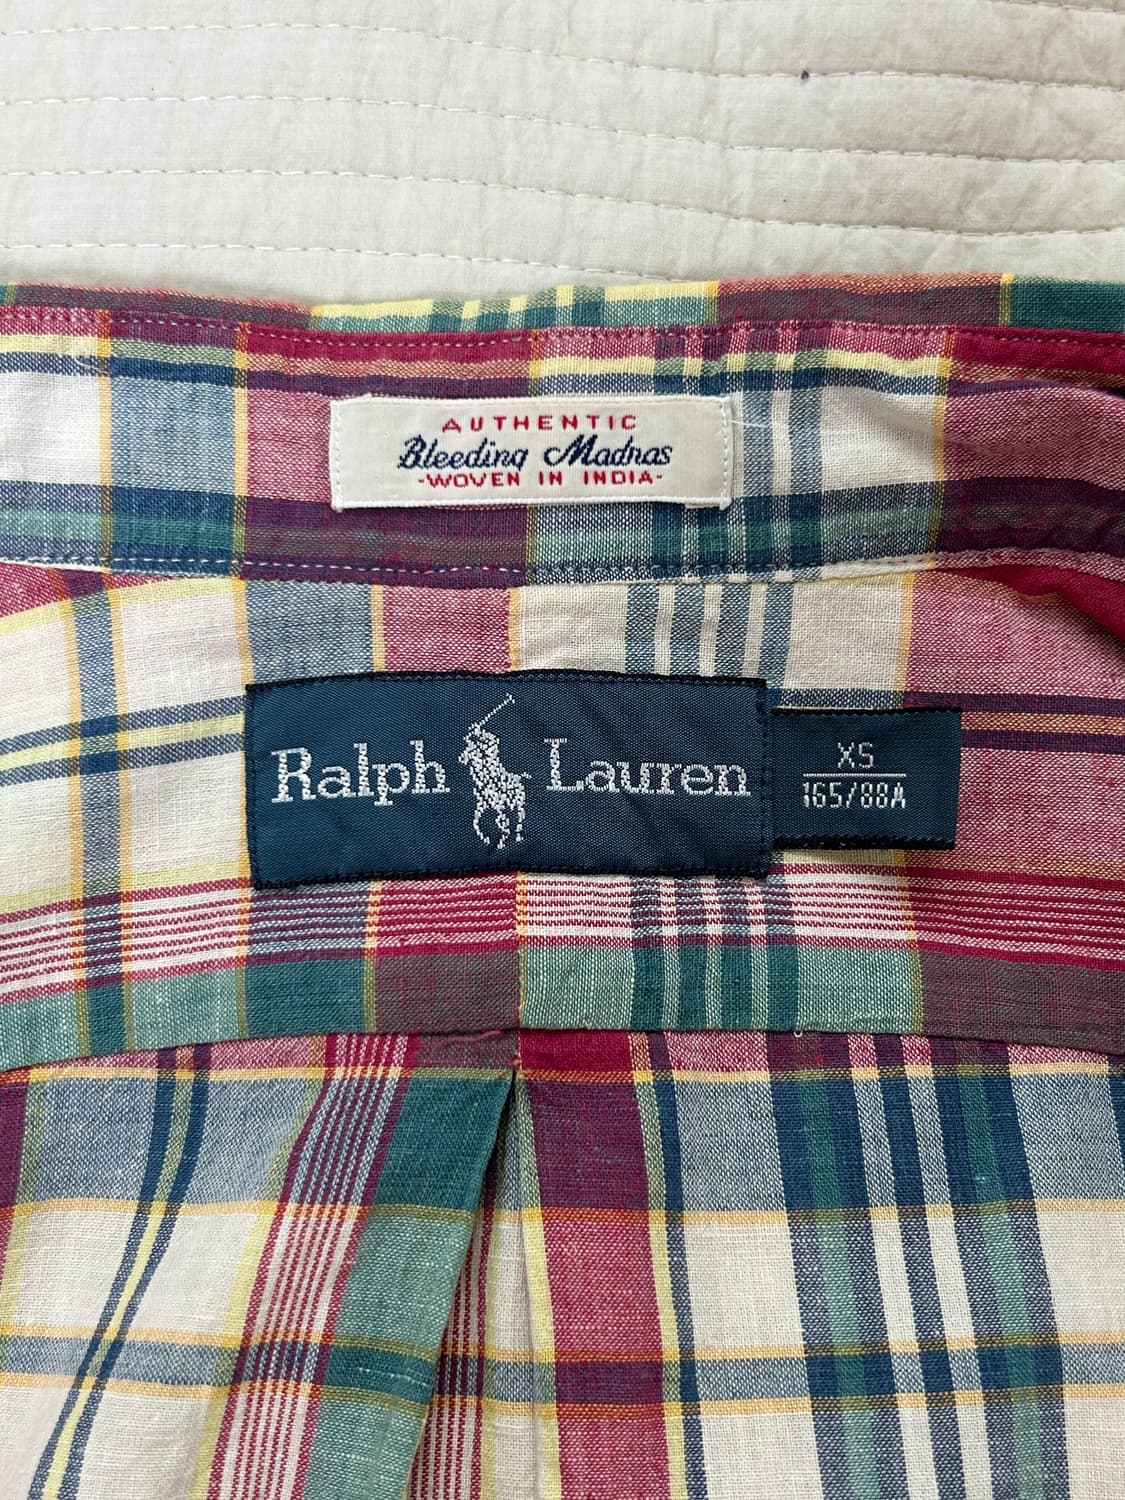 AUTHENTIC
Bleeding Madras
-WOVEN IN INDIA-
Ralph Lauren
XS
165/88A